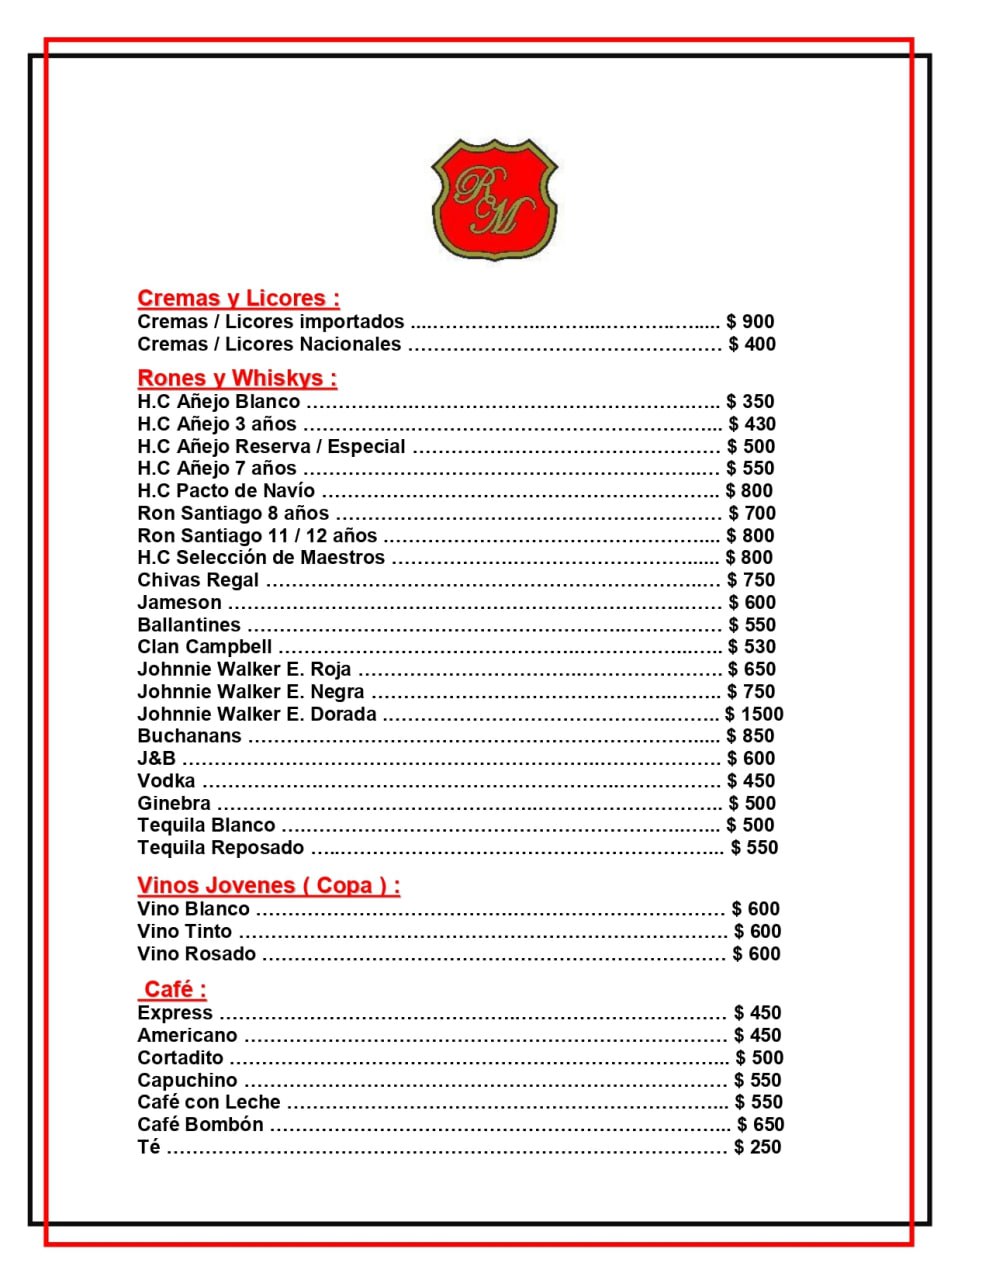 RM
Cremas y Licores :
Cremas / Licores importados ....……………..……....……….…..... $ 900
Cremas / Licores Nacionales ……….………………………………… $ 400
Rones y Whiskys :
H.C Añejo Blanco ………….….……………………………………….….. $ 350
H.C Añejo 3 años ………….….……………………………………….…... $ 430
H.C Añejo Reserva / Especial …………….…………………………… $ 500
H.C Añejo 7 años ……………………………………………………..… $ 550
H.C Pacto de Navío …………………………………………………….. $ 800
Ron Santiago 8 años …………………………………………………… $ 700
Ron Santiago 11 / 12 años …………………………………………….... $ 800
H.C Selección de Maestros ………………………………………...... $ 800
Chivas Regal ……….………………………………………………..… $ 750
Jameson ……………………………………………………………..…… $ 600
Ballantines …………………………………………………..…………… $ 550
Clan Campbell ……………………………………..………………...….. $ 530
Johnnie Walker E. Roja ……………………………..…………………. $ 650
Johnnie Walker E. Negra ………………………..……………..…….. $ 750
Johnnie Walker E. Dorada ……………………………………..…….. $ 1500
Buchanans ……………………………………………………………..... $ 850
J&B ……………………………………………………..………………… $ 600
Vodka ………………………………………………………..……………. $ 450
Ginebra …………………………………………..………………………. $ 500
Tequila Blanco ….………………………………………………..…... $ 500
Tequila Reposado …..………………………………………………... $ 550
Vinos Jovenes ( Copa ) :
Vino Blanco ………………………………….…………………………… $ 600
Vino Tinto …………………………………………………………………. $ 600
Vino Rosado ……………………………………………………………… $ 600
Café :
Express ……………………………………….…………………………… $ 450
Americano ………………………………………………………………… $ 450
Cortadito ………………………………………………………………….. $ 500
Capuchino ………………………………………………………………… $ 550
Café con Leche …………………………………………………………... $ 550
Café Bombón ……………………………………………………………... $ 650
Té …………………………………………………………………………… $ 250